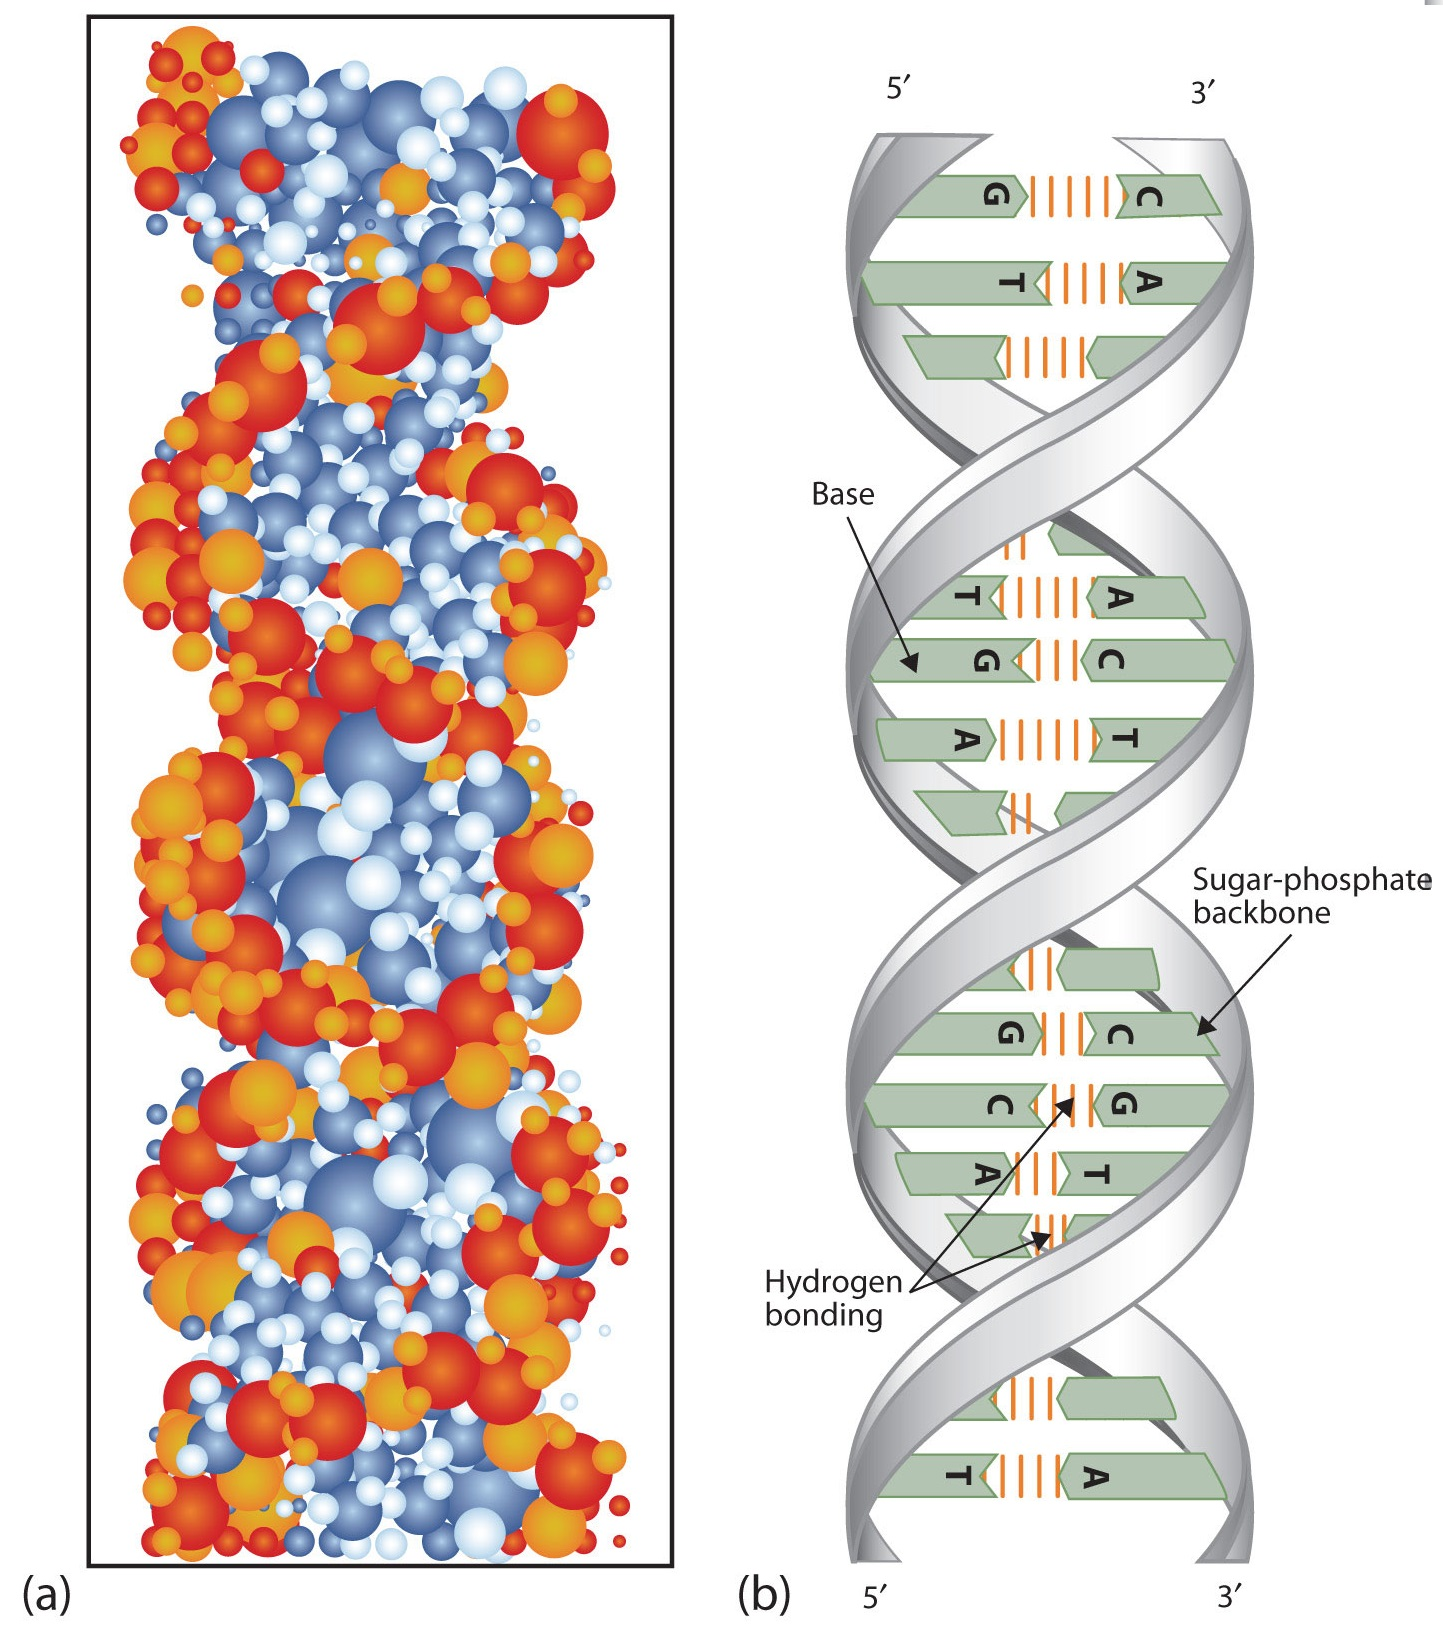 5′ 3′
G C
T A
Base
T A
G C
A T
Sugar-phosphate
backbone
G C
C G
A T
Hydrogen
bonding
T A
(a) (b) 5′ 3′